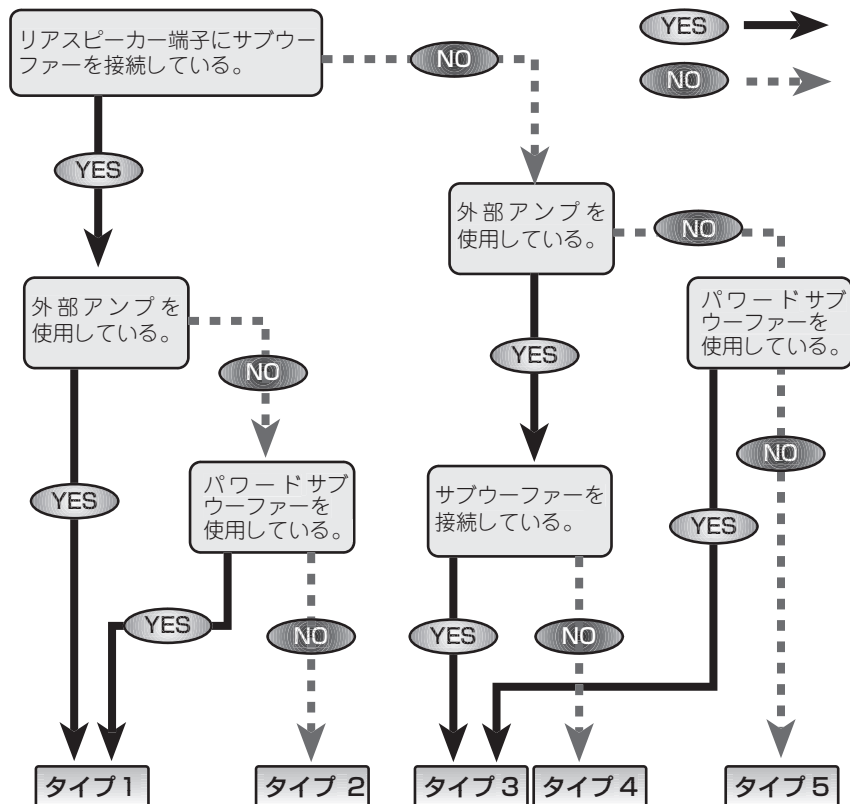 リアスピーカー端子にサブウー
ファーを接続している。
NO
YES
NO
YES
外部アンプを
使用している。
NO
外部アンプを
使用している。
YES
パワードサブ
ウーファーを
使用している。
NO
NO
YES
パワードサブ
ウーファーを
使用している。
サブウーファーを
接続している。
YES
YES
NO
YES
NO
タイプ1
タイプ 2
タイプ3
タイプ4
タイプ5